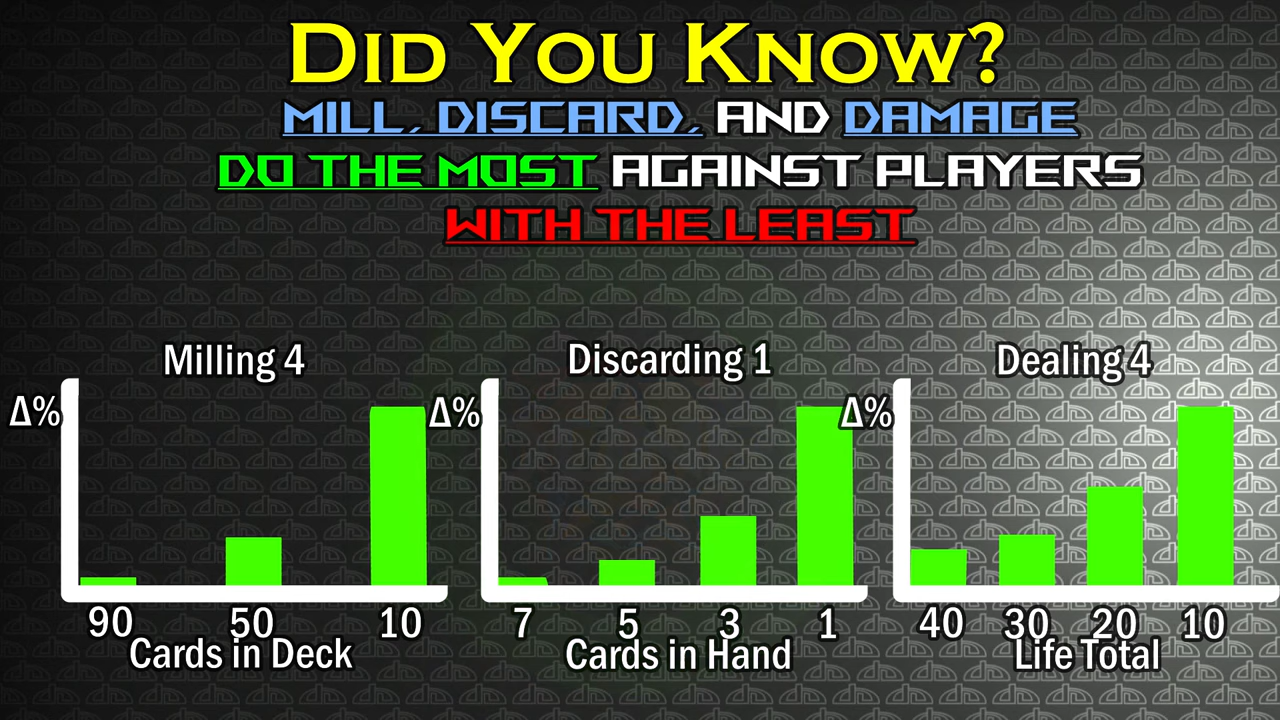 DID YOU KNOW?
MILL, DISCARD, AND DAMAGE
DO THE MOST AGAINST PLAYERS
WITH THE LEAST
Milling 4
Δ%
90 50 10
Cards in Deck
Discarding 1
Δ%
7 5 3 1
Cards in Hand
Dealing 4
Δ%
40 30 20 10
Life Total